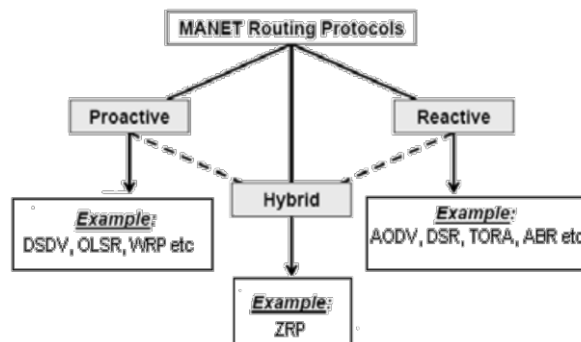 MANET Routing Protocols
Proactive
Reactive
Hybrid
Example:
DSDV, OLSR, WRP etc
Example:
AODV, DSR, TORA, ABR etc
Example:
ZRP